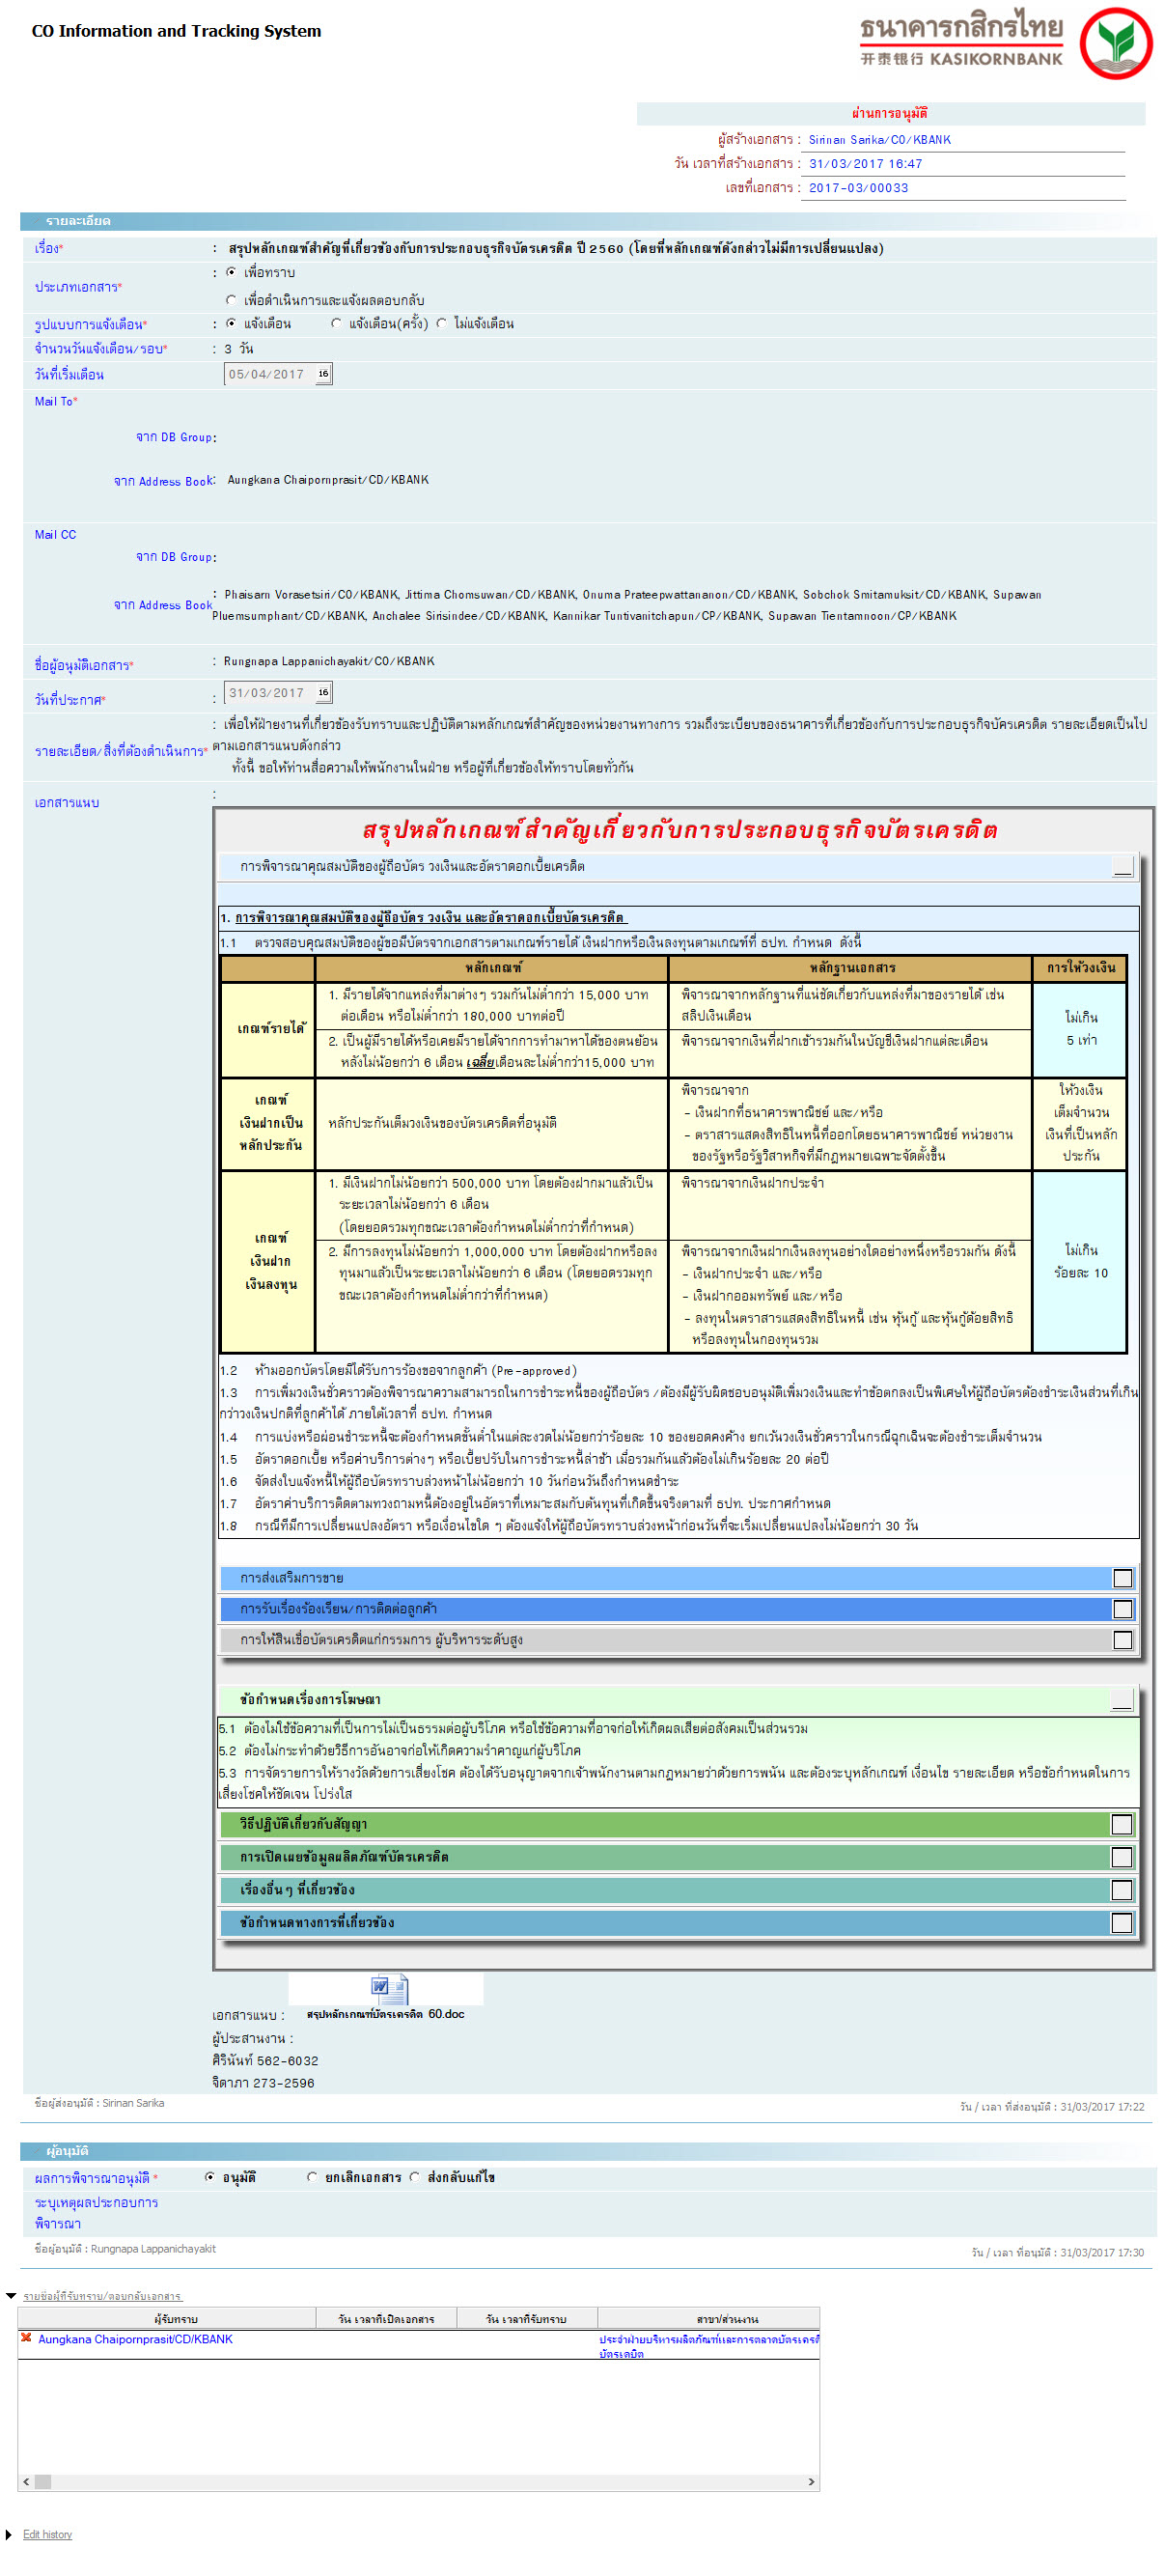 CO Information and Tracking System
ธนาคารกสิกรไทย
开泰银行 KASIKORNBANK
ผ่านการอนุมัติ
ผู้สร้างเอกสาร : Sirinan Sarika/CO/KBANK
วัน เวลาที่สร้างเอกสาร : 31/03/2017 16:47
เลขที่เอกสาร : 2017-03/00033
รายละเอียด
เรื่อง* : สรุปหลักเกณฑ์สำคัญที่เกี่ยวข้องกับการประกอบธุรกิจบัตรเครดิต ปี 2560 (โดยที่หลักเกณฑ์ดังกล่าวไม่มีการเปลี่ยนแปลง)
ประเภทเอกสาร* : เพื่อทราบ
เพื่อดำเนินการและแจ้งผลตอบกลับ
รูปแบบการแจ้งเตือน* : แจ้งเตือน แจ้งเตือน(ครั้ง) ไม่แจ้งเตือน
จำนวนวันแจ้งเตือน/รอบ* : 3 วัน
วันที่เริ่มเตือน 05/04/2017 16
Mail To*
จาก DB Group:
จาก Address Book: Aungkana Chaipornprasit/CD/KBANK
Mail CC
จาก DB Group:
จาก Address Book : Phaisarn Vorasetsiri/CO/KBANK, Jittima Chomsuwan/CD/KBANK, Onuma Prateepwattananon/CD/KBANK, Sobchok Smitamuksit/CD/KBANK, Supawan
Pluemsumphant/CD/KBANK, Anchalee Sirisindee/CD/KBANK, Kannikar Tuntivanitchapun/CP/KBANK, Supawan Tientamnoon/CP/KBANK
ชื่อผู้อนุมัติเอกสาร* : Rungnapa Lappanichayakit/CO/KBANK
วันที่ประกาศ* : 31/03/2017 16
: เพื่อให้ฝ่ายงานที่เกี่ยวข้องรับทราบและปฏิบัติตามหลักเกณฑ์สำคัญของหน่วยงานทางการ รวมถึงระเบียบของธนาคารที่เกี่ยวข้องกับการประกอบธุรกิจบัตรเครดิต รายละเอียดเป็นไป
รายละเอียด/สิ่งที่ต้องดำเนินการ* ตามเอกสารแนบดังกล่าว
ทั้งนี้ ขอให้ท่านสื่อความให้พนักงานในฝ่าย หรือผู้ที่เกี่ยวข้องให้ทราบโดยทั่วกัน
เอกสารแนบ :
สรุปหลักเกณฑ์สำคัญเกี่ยวกับการประกอบธุรกิจบัตรเครดิต
การพิจารณาคุณสมบัติของผู้ถือบัตร วงเงินและอัตราดอกเบี้ยเครดิต
1. การพิจารณาคุณสมบัติของผู้ถือบัตร วงเงิน และอัตราดอกเบี้ยบัตรเครดิต
1.1 ตรวจสอบคุณสมบัติของผู้ขอมีบัตรจากเอกสารตามเกณฑ์รายได้ เงินฝากหรือเงินลงทุนตามเกณฑ์ที่ ธปท. กำหนด ดังนี้
หลักเกณฑ์ หลักฐานเอกสาร การให้วงเงิน
เกณฑ์รายได้
1. มีรายได้จากแหล่งที่มาต่างๆ รวมกันไม่ต่ำกว่า 15,000 บาท
ต่อเดือน หรือไม่ต่ำกว่า 180,000 บาทต่อปี
พิจารณาจากหลักฐานที่แน่ชัดเกี่ยวกับแหล่งที่มาของรายได้ เช่น
สลิปเงินเดือน
2. เป็นผู้มีรายได้หรือเคยมีรายได้จากการทำมาหาได้ของตนย้อน
หลังไม่น้อยกว่า 6 เดือน เฉลี่ยเดือนละไม่ต่ำกว่า15,000 บาท
พิจารณาจากเงินที่ฝากเข้ารวมกันในบัญชีเงินฝากแต่ละเดือน
ไม่เกิน
5 เท่า
เกณฑ์
เงินฝากเป็น
หลักประกัน
หลักประกันเต็มวงเงินของบัตรเครดิตที่อนุมัติ
พิจารณาจาก
- เงินฝากที่ธนาคารพาณิชย์ และ/หรือ
- ตราสารแสดงสิทธิในหนี้ที่ออกโดยธนาคารพาณิชย์ หน่วยงาน
ของรัฐหรือรัฐวิสาหกิจที่มีกฎหมายเฉพาะจัดตั้งขึ้น
ให้วงเงิน
เต็มจำนวน
เงินที่เป็นหลัก
ประกัน
เกณฑ์
เงินฝาก
เงินลงทุน
1. มีเงินฝากไม่น้อยกว่า 500,000 บาท โดยต้องฝากมาแล้วเป็น
ระยะเวลาไม่น้อยกว่า 6 เดือน
(โดยยอดรวมทุกขณะเวลาต้องกำหนดไม่ต่ำกว่าที่กำหนด)
พิจารณาจากเงินฝากประจำ
2. มีการลงทุนไม่น้อยกว่า 1,000,000 บาท โดยต้องฝากหรือลง
ทุนมาแล้วเป็นระยะเวลาไม่น้อยกว่า 6 เดือน (โดยยอดรวมทุก
ขณะเวลาต้องกำหนดไม่ต่ำกว่าที่กำหนด)
พิจารณาจากเงินฝากเงินลงทุนอย่างใดอย่างหนึ่งหรือรวมกัน ดังนี้
- เงินฝากประจำ และ/หรือ
- เงินฝากออมทรัพย์ และ/หรือ
- ลงทุนในตราสารแสดงสิทธิในหนี้ เช่น หุ้นกู้ และหุ้นกู้ด้อยสิทธิ
หรือลงทุนในกองทุนรวม
ไม่เกิน
ร้อยละ 10
1.2 ห้ามออกบัตรโดยมิได้รับการร้องขอจากลูกค้า (Pre-approved)
1.3 การเพิ่มวงเงินชั่วคราวต้องพิจารณาความสามารถในการชำระหนี้ของผู้ถือบัตร /ต้องมีผู้รับผิดชอบอนุมัติเพิ่มวงเงินและทำข้อตกลงเป็นพิเศษให้ผู้ถือบัตรต้องชำระเงินส่วนที่เกิน
กว่าวงเงินปกติที่ลูกค้าได้ ภายใต้เวลาที่ ธปท. กำหนด
1.4 การแบ่งหรือผ่อนชำระหนี้จะต้องกำหนดขั้นต่ำในแต่ละงวดไม่น้อยกว่าร้อยละ 10 ของยอดคงค้าง ยกเว้นวงเงินชั่วคราวในกรณีฉุกเฉินจะต้องชำระเต็มจำนวน
1.5 อัตราดอกเบี้ย หรือค่าบริการต่างๆ หรือเบี้ยปรับในการชำระหนี้ล่าช้า เมื่อรวมกันแล้วต้องไม่เกินร้อยละ 20 ต่อปี
1.6 จัดส่งใบแจ้งหนี้ให้ผู้ถือบัตรทราบล่วงหน้าไม่น้อยกว่า 10 วันก่อนวันถึงกำหนดชำระ
1.7 อัตราค่าบริการติดตามทวงถามหนี้ต้องอยู่ในอัตราที่เหมาะสมกับต้นทุนที่เกิดขึ้นจริงตามที่ ธปท. ประกาศกำหนด
1.8 กรณีที่มีการเปลี่ยนแปลงอัตรา หรือเงื่อนไขใด ๆ ต้องแจ้งให้ผู้ถือบัตรทราบล่วงหน้าก่อนวันที่จะเริ่มเปลี่ยนแปลงไม่น้อยกว่า 30 วัน
การส่งเสริมการขาย
การรับเรื่องร้องเรียน/การติดต่อลูกค้า
การให้สินเชื่อบัตรเครดิตแก่กรรมการ ผู้บริหารระดับสูง
ข้อกำหนดเรื่องการโฆษณา
5.1 ต้องไม่ใช้ข้อความที่เป็นการไม่เป็นธรรมต่อผู้บริโภค หรือใช้ข้อความที่อาจก่อให้เกิดผลเสียต่อสังคมเป็นส่วนรวม
5.2 ต้องไม่กระทำด้วยวิธีการอันอาจก่อให้เกิดความรำคาญแก่ผู้บริโภค
5.3 การจัดรายการให้รางวัลด้วยการเสี่ยงโชค ต้องได้รับอนุญาตจากเจ้าพนักงานตามกฎหมายว่าด้วยการพนัน และต้องระบุหลักเกณฑ์ เงื่อนไข รายละเอียด หรือข้อกำหนดในการ
เสี่ยงโชคให้ชัดเจน โปร่งใส
วิธีปฏิบัติเกี่ยวกับสัญญา
การเปิดเผยข้อมูลผลิตภัณฑ์บัตรเครดิต
เรื่องอื่นๆ ที่เกี่ยวข้อง
ข้อกำหนดทางการที่เกี่ยวข้อง
เอกสารแนบ : สรุปหลักเกณฑ์บัตรเครดิต 60.doc
ผู้ประสานงาน :
ศิรินันท์ 562-6032
จิดาภา 273-2596
ชื่อผู้ส่งอนุมัติ : Sirinan Sarika วัน / เวลา ที่ส่งอนุมัติ : 31/03/2017 17:22
ผู้อนุมัติ
ผลการพิจารณาอนุมัติ * อนุมัติ ยกเลิกเอกสาร ส่งกลับแก้ไข
ระบุเหตุผลประกอบการ
พิจารณา
ชื่อผู้อนุมัติ : Rungnapa Lappanichayakit วัน / เวลา ที่อนุมัติ : 31/03/2017 17:30
รายชื่อผู้ที่รับทราบ/ตอบกลับเอกสาร
ผู้รับทราบ วัน เวลาที่เปิดเอกสาร วัน เวลาที่รับทราบ สาขา/ส่วนงาน
Aungkana Chaipornprasit/CD/KBANK ประจำฝ่ายบริหารผลิตภัณฑ์และการตลาดบัตรเครดิ
บัตรเดบิต
Edit history